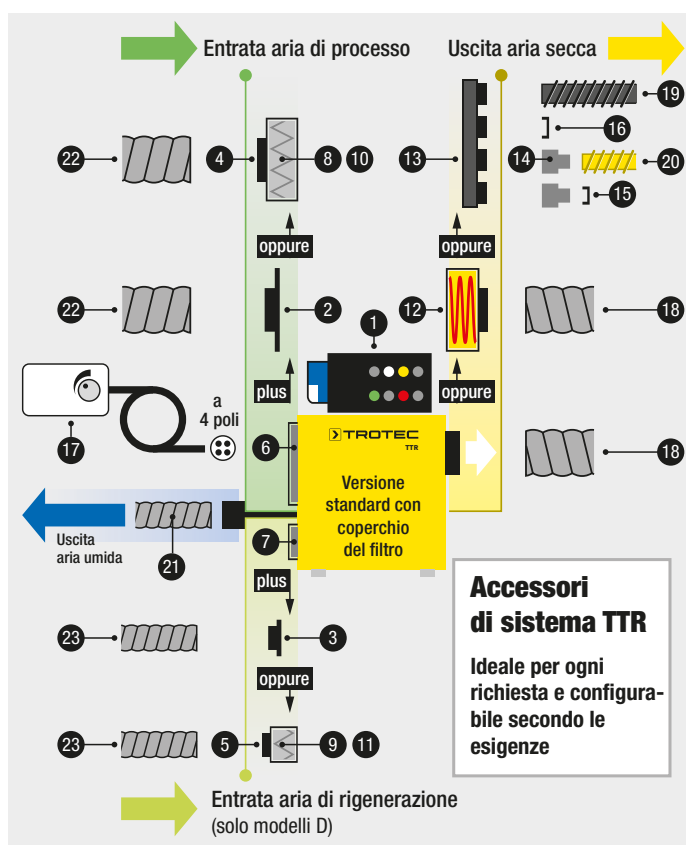 Entrata aria di processo
Uscita aria secca
19
16
22
4
8
10
13
14
20
15
oppure
oppure
22
2
12
18
1
plus
oppure
a
4 poli
17
6
TROTEC
TTR
18
Versione
standard con
coperchio
del filtro
Uscita
aria umida
21
7
plus
23
3
oppure
23
5
9
11
Accessori
di sistema TTR
Ideale per ogni
richiesta e configura-
bile secondo le
esigenze
Entrata aria di rigenerazione
(solo modelli D)